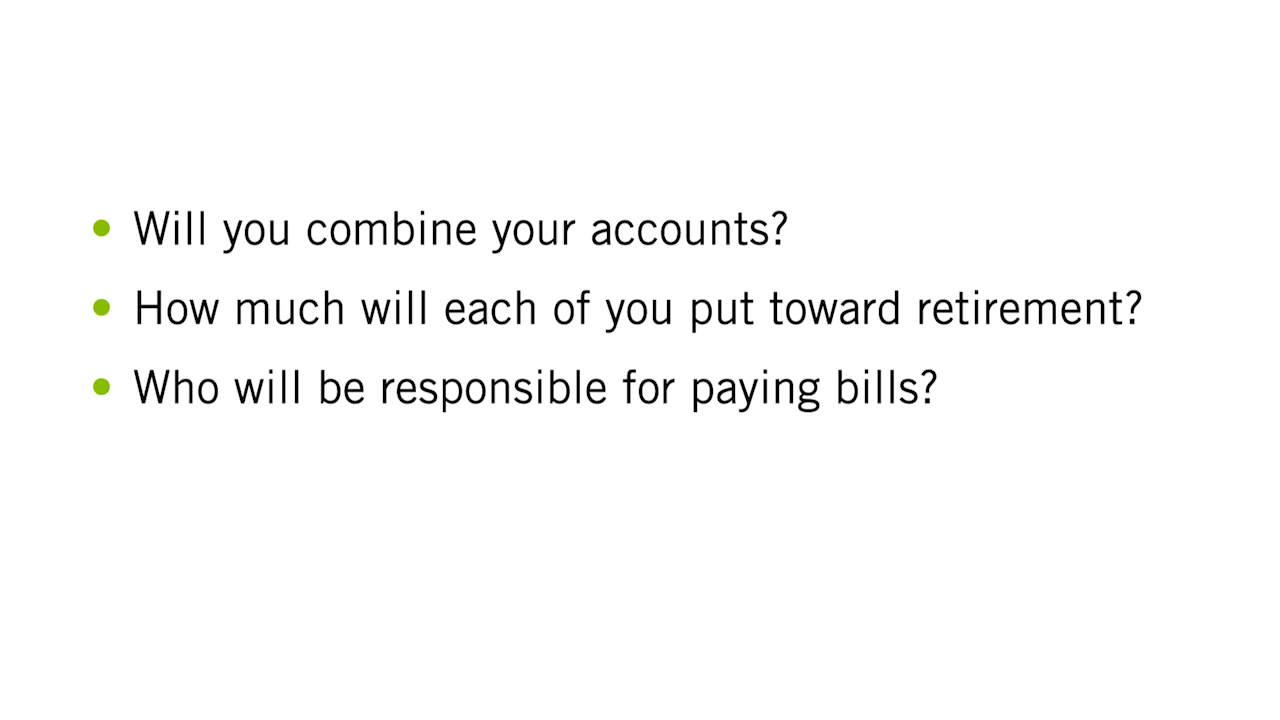 • Will you combine your accounts?
• How much will each of you put toward retirement?
• Who will be responsible for paying bills?